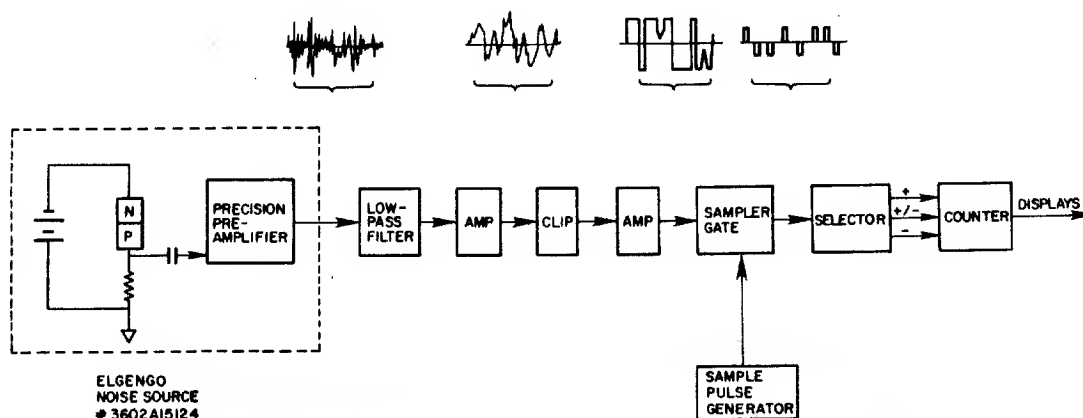 N
P
PRECISION
PRE-
AMPLIFIER
LOW-
PASS
FILTER
AMP
CLIP
AMP
SAMPLER
GATE
SELECTOR
+
+/-
-
COUNTER
DISPLAYS
SAMPLE
PULSE
GENERATOR
ELGENGO
NOISE SOURCE
# 3602A15124